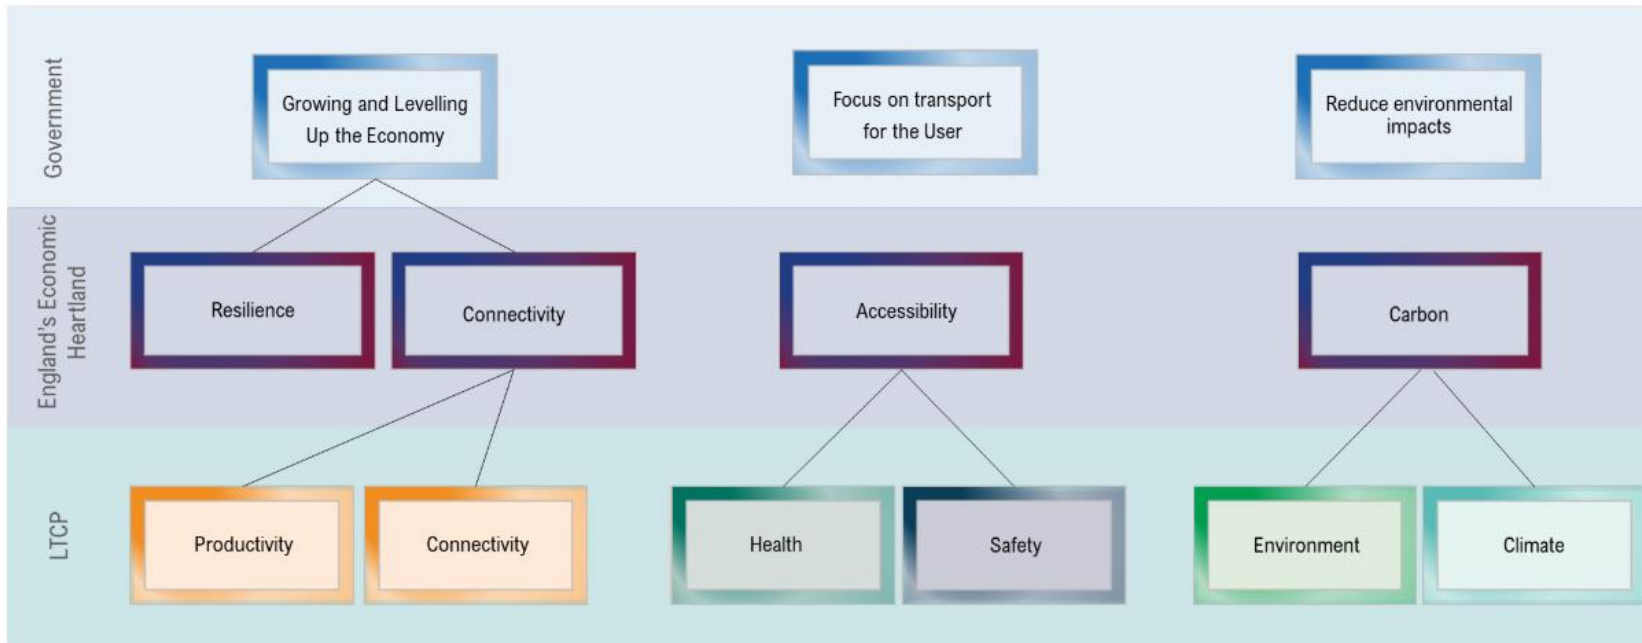 Government
Growing and Levelling
Up the Economy
Focus on transport
for the User
Reduce environmental
impacts
England's Economic
Heartland
Resilience
Connectivity
Accessibility
Carbon
LTCP
Productivity
Connectivity
Health
Safety
Environment
Climate